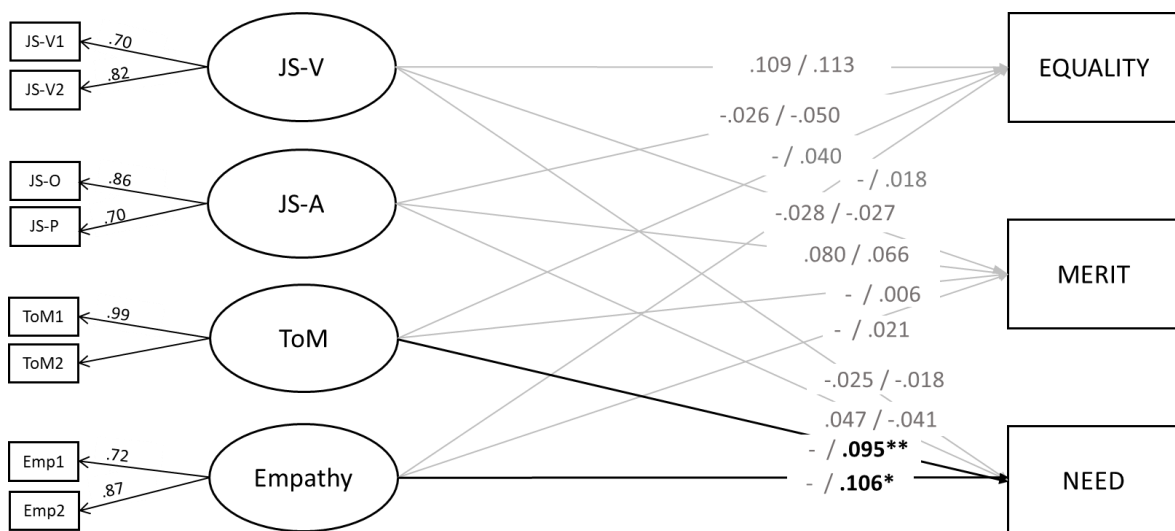 JS-V1
.70
JS-V2
.82
JS-V
.109 / .113
EQUALITY
-.026 / -.050
- / .040
- / .018
JS-O
.86
JS-P
.70
JS-A
-.028 / -.027
.080 / .066
- / .006
- / .021
MERIT
ToM1
.99
ToM2
ToM
-.025 / -.018
.047 / -.041
- / .095**
- / .106*
NEED
Emp1
.72
Emp2
.87
Empathy